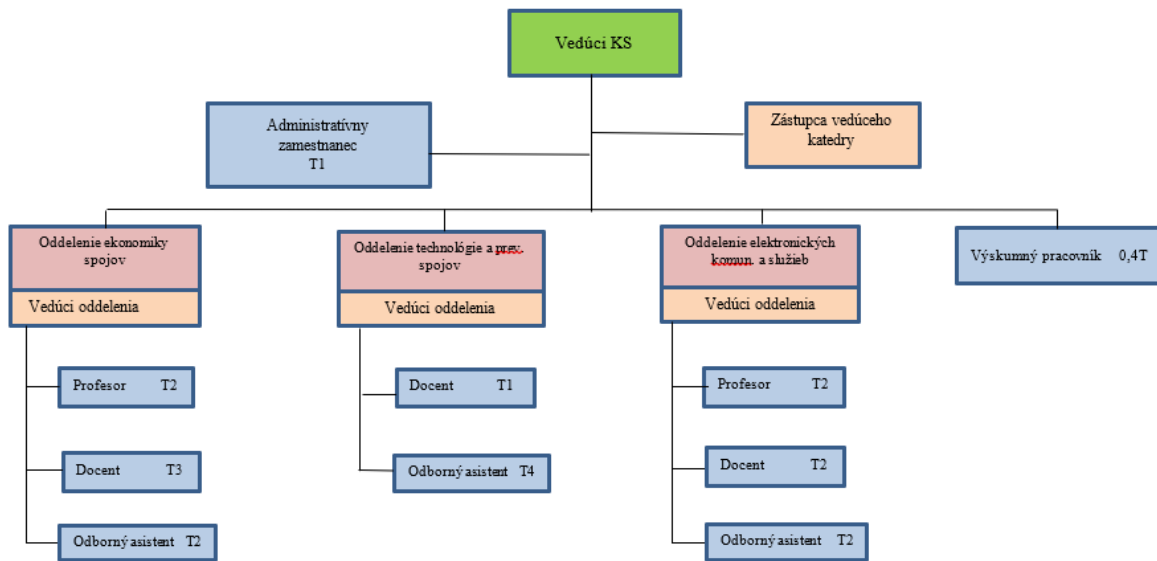 Vedúci KS
Administratívny
zamestnanec
T1
Zástupca vedúceho
katedry
Oddelenie ekonomiky
spojov
Vedúci oddelenia
Profesor T2
Docent T3
Odborný asistent T2
Oddelenie technológie a prev.
spojov
Vedúci oddelenia
Docent T1
Odborný asistent T4
Oddelenie elektronických
komun. a služieb
Vedúci oddelenia
Profesor T2
Docent T2
Odborný asistent T2
Výskumný pracovník 0,4T